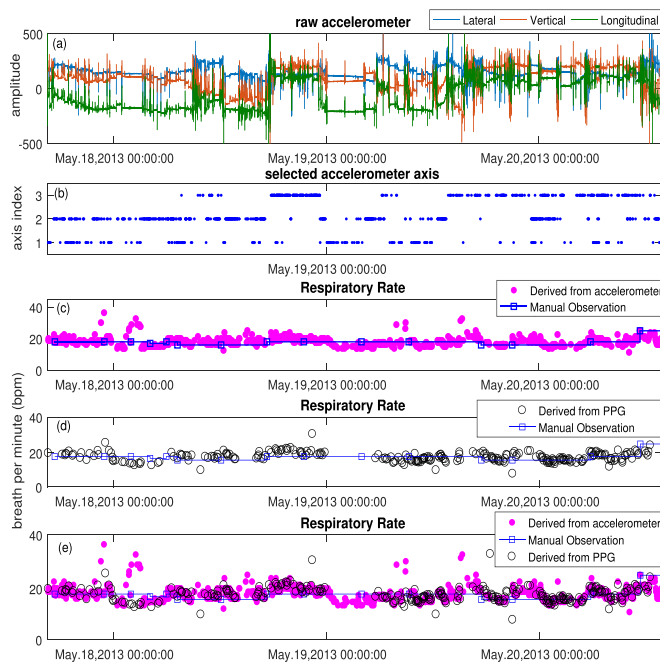 raw accelerometer
Lateral Vertical Longitudinal
(a)
500
0
-500
amplitude
May.18,2013 00:00:00 May.19,2013 00:00:00 May.20,2013 00:00:00
selected accelerometer axis
(b)
3
2
1
axis index
May.19,2013 00:00:00
Respiratory Rate
(c)
Derived from accelerometer
Manual Observation
40
20
0
May.18,2013 00:00:00 May.19,2013 00:00:00 May.20,2013 00:00:00
Respiratory Rate
(d)
Derived from PPG
Manual Observation
40
20
0
breath per minute (bpm)
May.18,2013 00:00:00 May.19,2013 00:00:00 May.20,2013 00:00:00
Respiratory Rate
(e)
Derived from accelerometer
Manual Observation
Derived from PPG
40
20
0
May.18,2013 00:00:00 May.19,2013 00:00:00 May.20,2013 00:00:00